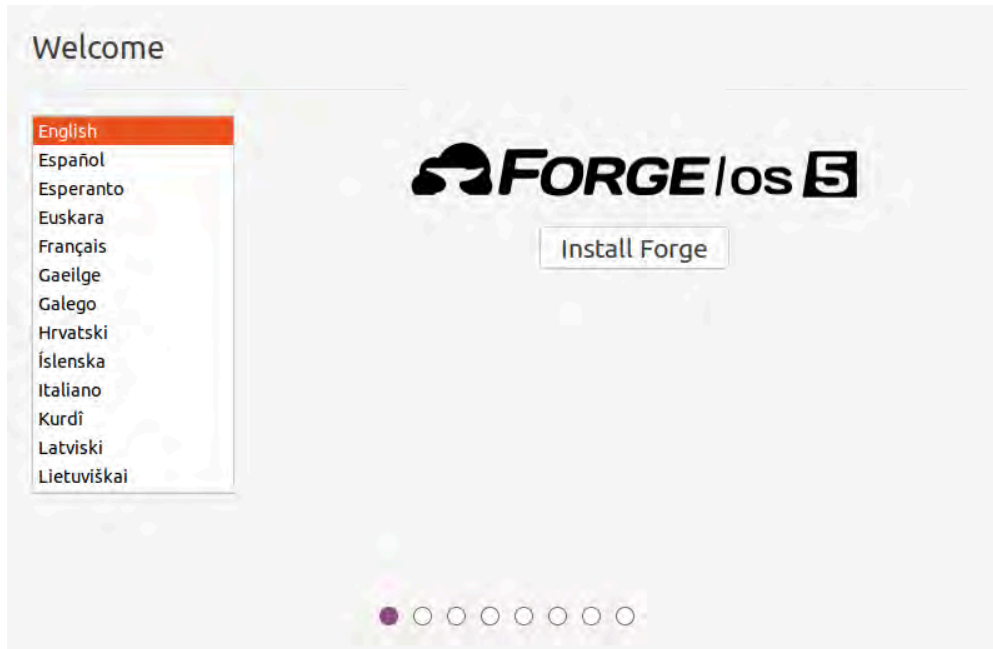 Welcome
English
Español
Esperanto
Euskara
Français
Gaeilge
Galego
Hrvatski
Íslenska
Italiano
Kurdî
Latviski
Lietuviškai
FORGE/os 5
Install Forge